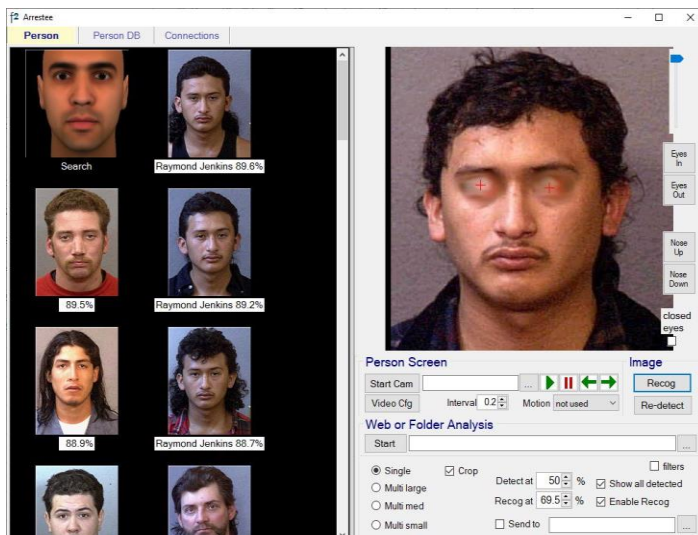 Arrestee
Person Person DB Connections
Search
Raymond Jenkins 89.6%
89.5%
Raymond Jenkins 89.2%
88.9%
Raymond Jenkins 88.7%
Eyes
In
Eyes
Out
Nose
Up
Nose
Down
closed
eyes
Person Screen
Image
Start Cam ...
Recog
Video Cfg Interval 0.2 Motion not used
Re-detect
Web or Folder Analysis
Start ...
Single Crop
filters
Multi large
Detect at 50 % Show all detected
Multi med
Recog at 69.5 % Enable Recog
Multi small
Send to ...